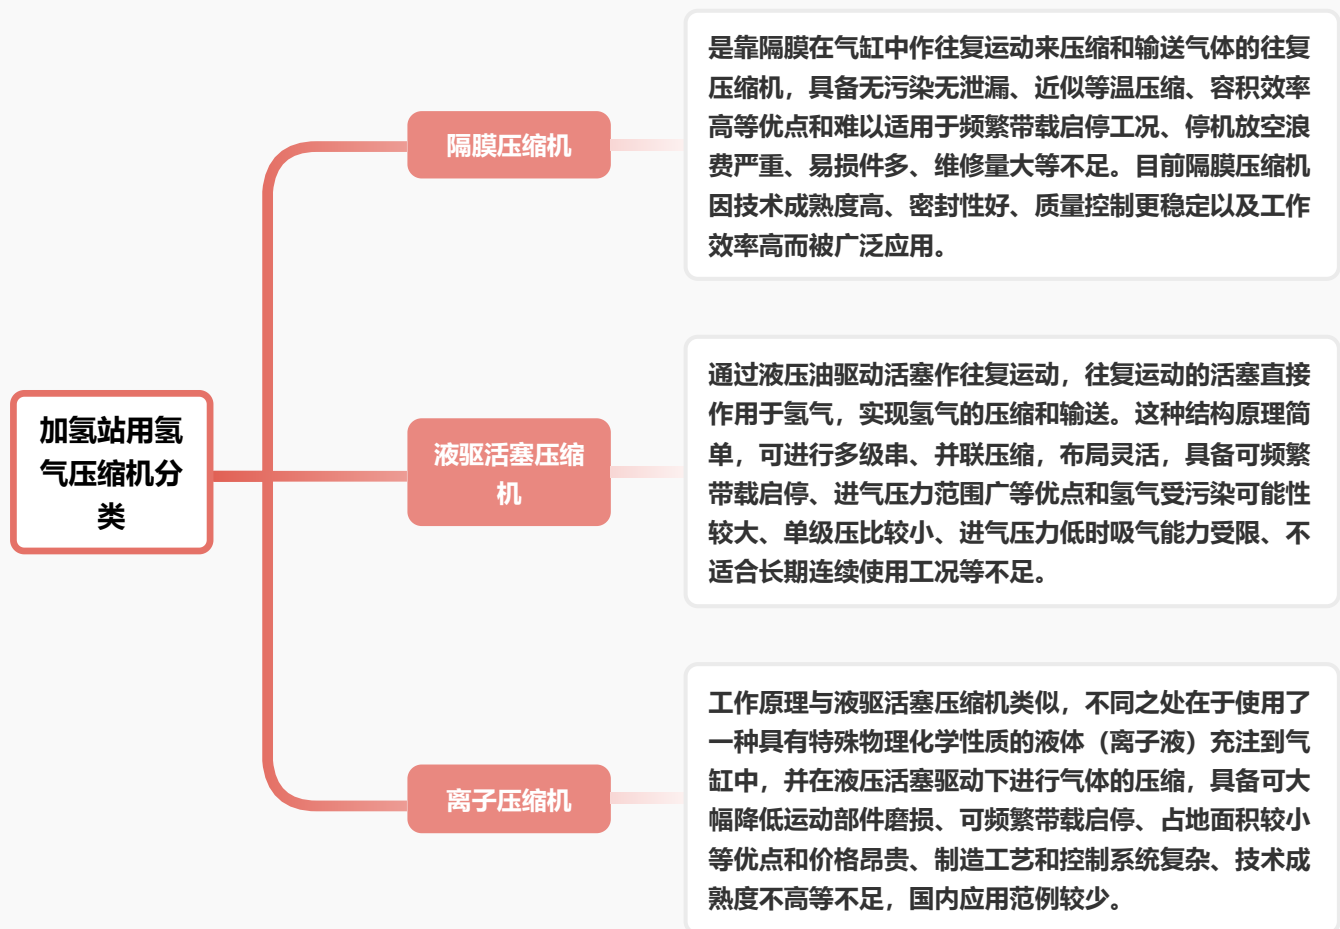 加氢站用氢
气压缩机分
类
隔膜压缩机
是靠隔膜在气缸中作往复运动来压缩和输送气体的往复
压缩机，具备无污染无泄漏、近似等温压缩、容积效率
高等优点和难以适用于频繁带载启停工况、停机放空浪
费严重、易损件多、维修量大等不足。目前隔膜压缩机
因技术成熟度高、密封性好、质量控制更稳定以及工作
效率高而被广泛应用。
液驱活塞压缩
机
通过液压油驱动活塞作往复运动，往复运动的活塞直接
作用于氢气，实现氢气的压缩和输送。这种结构原理简
单，可进行多级串、并联压缩，布局灵活，具备可频繁
带载启停、进气压力范围广等优点和氢气受污染可能性
较大、单级压比较小、进气压力低时吸气能力受限、不
适合长期连续使用工况等不足。
离子压缩机
工作原理与液驱活塞压缩机类似，不同之处在于使用了
一种具有特殊物理化学性质的液体（离子液）充注到气
缸中，并在液压活塞驱动下进行气体的压缩，具备可大
幅降低运动部件磨损、可频繁带载启停、占地面积较小
等优点和价格昂贵、制造工艺和控制系统复杂、技术成
熟度不高等不足，国内应用范例较少。